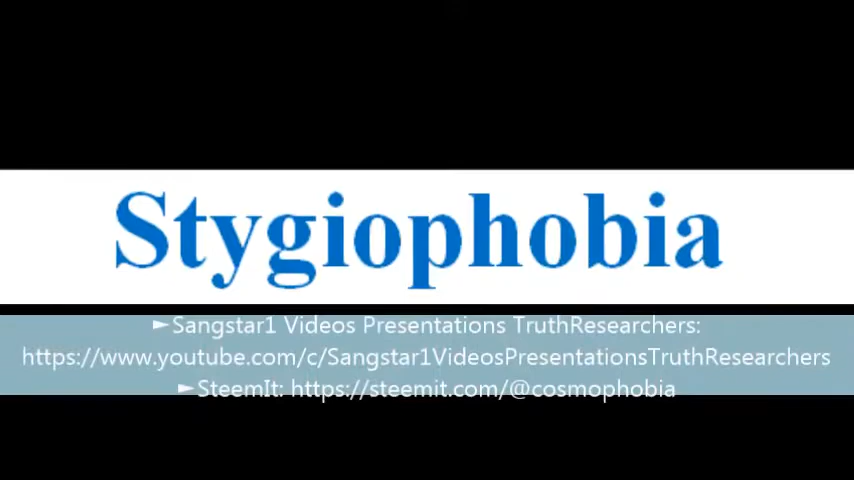 Stygiophobia
►Sangstar1 Videos Presentations TruthResearchers:
https://www.youtube.com/c/Sangstar1VideosPresentationsTruthResearchers
►SteemIt: https://steemit.com/@cosmophobia